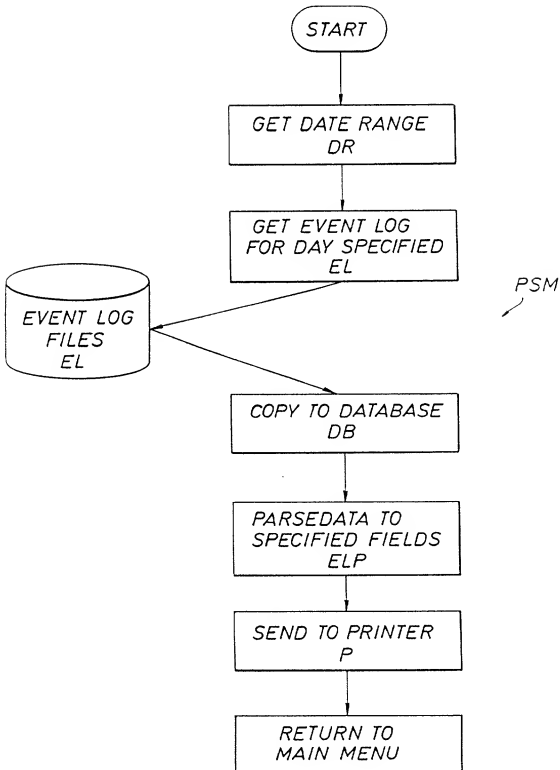 START
GET DATE RANGE
DR
GET EVENT LOG
FOR DAY SPECIFIED
EL
PSM
EVENT LOG
FILES
EL
COPY TO DATABASE
DB
PARSEDATA TO
SPECIFIED FIELDS
ELP
SEND TO PRINTER
P
RETURN TO
MAIN MENU